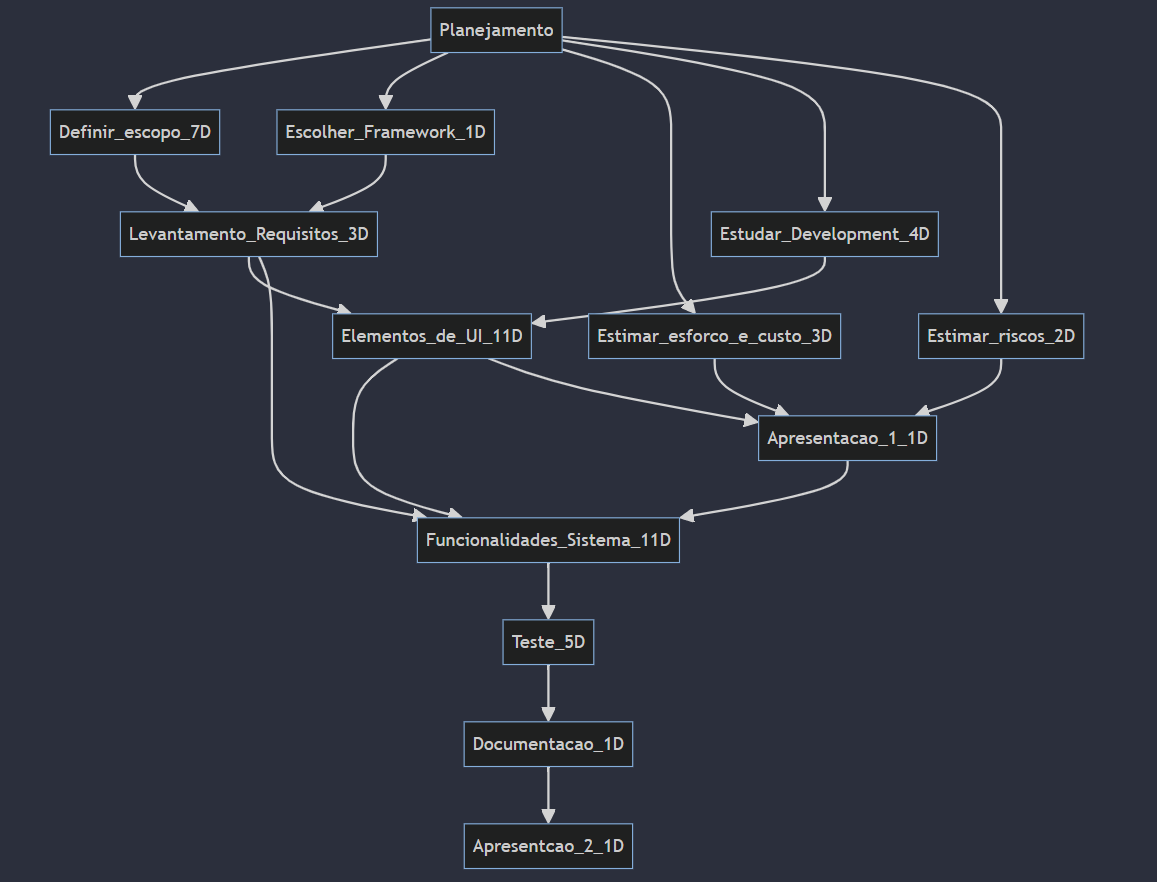 Planejamento
Definir_escopo_7D
Escolher_Framework_1D
Levantamento_Requisitos_3D
Estudar_Development_4D
Elementos_de_UI_11D
Estimar_esforco_e_custo_3D
Estimar_riscos_2D
Apresentacao_1_1D
Funcionalidades_Sistema_11D
Teste_5D
Documentacao_1D
Apresentcao_2_1D